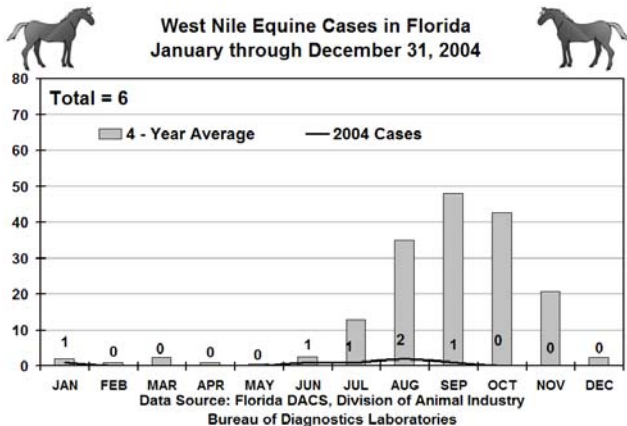 West Nile Equine Cases in Florida
January through December 31, 2004
80
70
60
50
40
30
20
10
0
Total = 6
4 - Year Average
2004 Cases
1 0 0 0 0 1 1 2 1 0 0 0
JAN FEB MAR APR MAY JUN JUL AUG SEP OCT NOV DEC
Data Source: Florida DACS, Division of Animal Industry
Bureau of Diagnostics Laboratories